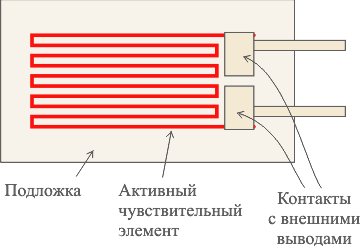 Подложка
Активный
чувствительный
элемент
Контакты
с внешними
выводами